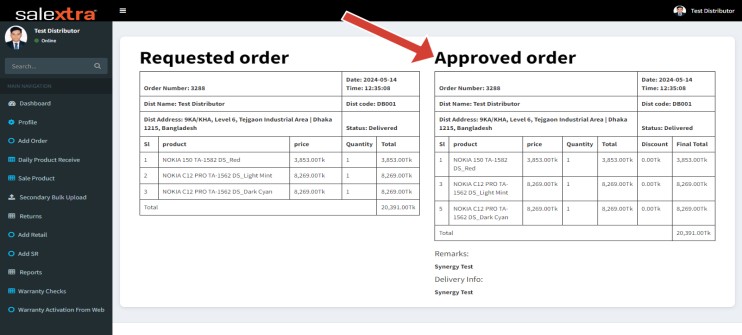 salextra
Test Distributor
Test Distributor
Online
Search...
MAIN NAVIGATION
Dashboard
Profile
Add Order
Daily Product Receive
Sale Product
Secondary Bulk Upload
Returns
Add Retail
Add SR
Reports
Warranty Checks
Warranty Activation From Web
Requested order
Order Number: 3288 Date: 2024-05-14
Time: 12:35:08
Dist Name: Test Distributor Dist code: DB001
Dist Address: 9KA/KHA, Level 6, Tejgaon Industrial Area | Dhaka
1215, Bangladesh Status: Delivered
Sl product price Quantity Total
1 NOKIA 150 TA-1582 DS_Red 3,853.00Tk 1 3,853.00Tk
2 NOKIA C12 PRO TA-1562 DS_Light Mint 8,269.00Tk 1 8,269.00Tk
3 NOKIA C12 PRO TA-1562 DS_Dark Cyan 8,269.00Tk 1 8,269.00Tk
Total 20,391.00Tk
Approved order
Order Number: 3288 Date: 2024-05-14
Time: 12:35:08
Dist Name: Test Distributor Dist code: DB001
Dist Address: 9KA/KHA, Level 6, Tejgaon Industrial Area | Dhaka
1215, Bangladesh Status: Delivered
Sl product price Quantity Total Discount Final Total
1 NOKIA 150 TA-1582 3,853.00Tk 1 3,853.00Tk 0.00Tk 3,853.00Tk
DS_Red
3 NOKIA C12 PRO TA- 8,269.00Tk 1 8,269.00Tk 0.00Tk 8,269.00Tk
1562 DS_Light Mint
5 NOKIA C12 PRO TA- 8,269.00Tk 1 8,269.00Tk 0.00Tk 8,269.00Tk
1562 DS_Dark Cyan
Total 20,391.00Tk
Remarks:
Synergy Test
Delivery Info:
Synergy Test